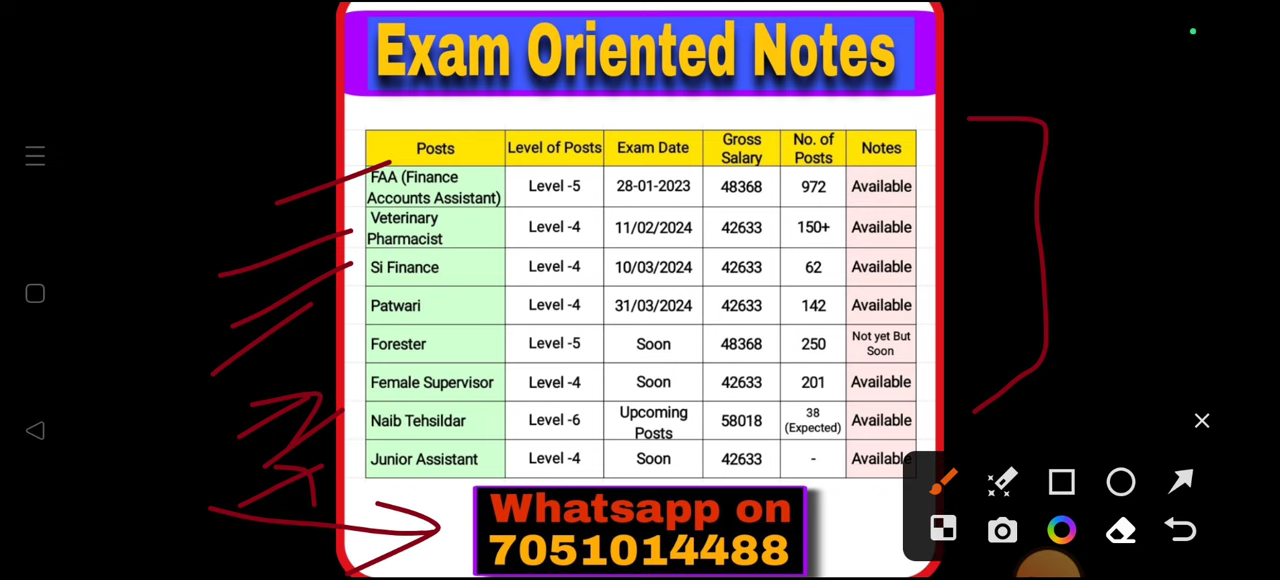 Exam Oriented Notes
Posts Level of Posts Exam Date Gross Salary No. of Posts Notes
FAA (Finance Accounts Assistant) Level -5 28-01-2023 48368 972 Available
Veterinary Pharmacist Level -4 11/02/2024 42633 150+ Available
Si Finance Level -4 10/03/2024 42633 62 Available
Patwari Level -4 31/03/2024 42633 142 Available
Forester Level -5 Soon 48368 250 Not yet But Soon
Female Supervisor Level -4 Soon 42633 201 Available
Naib Tehsildar Level -6 Upcoming Posts 58018 38 (Expected) Available
Junior Assistant Level -4 Soon 42633 - Available
Whatsapp on
7051014488